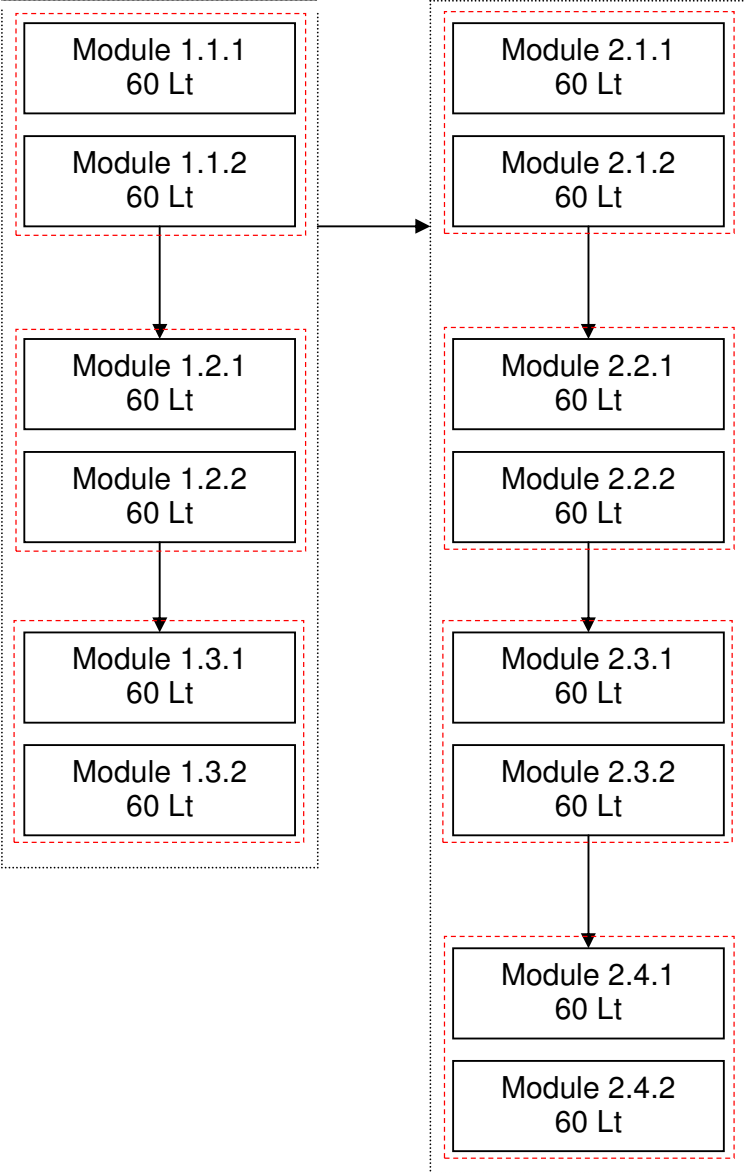 Module 1.1.1
60 Lt
Module 1.1.2
60 Lt
Module 1.2.1
60 Lt
Module 1.2.2
60 Lt
Module 1.3.1
60 Lt
Module 1.3.2
60 Lt
Module 2.1.1
60 Lt
Module 2.1.2
60 Lt
Module 2.2.1
60 Lt
Module 2.2.2
60 Lt
Module 2.3.1
60 Lt
Module 2.3.2
60 Lt
Module 2.4.1
60 Lt
Module 2.4.2
60 Lt